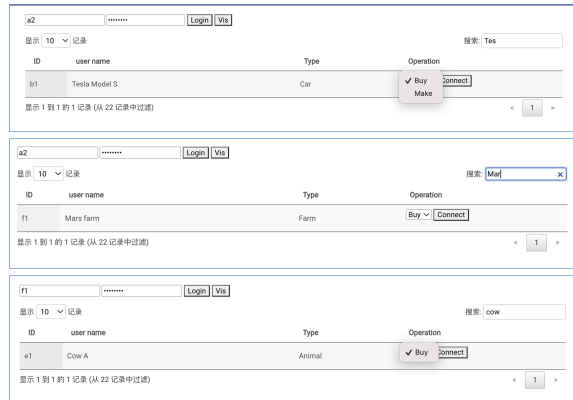 a2 •••••••• Login Vis
显示 10 记录 搜索: Tes
ID user name Type Operation
b1 Tesla Model S Car ✓ Buy Connect
Make
显示 1 到 1 的 1 记录 (从 22 记录中过滤) < 1 >
a2 •••••••• Login Vis
显示 10 记录 搜索: Mar ×
ID user name Type Operation
f1 Mars farm Farm Buy Connect
显示 1 到 1 的 1 记录 (从 22 记录中过滤) < 1 >
f1 •••••••• Login Vis
显示 10 记录 搜索: cow
ID user name Type Operation
e1 Cow A Animal ✓ Buy Connect
显示 1 到 1 的 1 记录 (从 22 记录中过滤) < 1 >